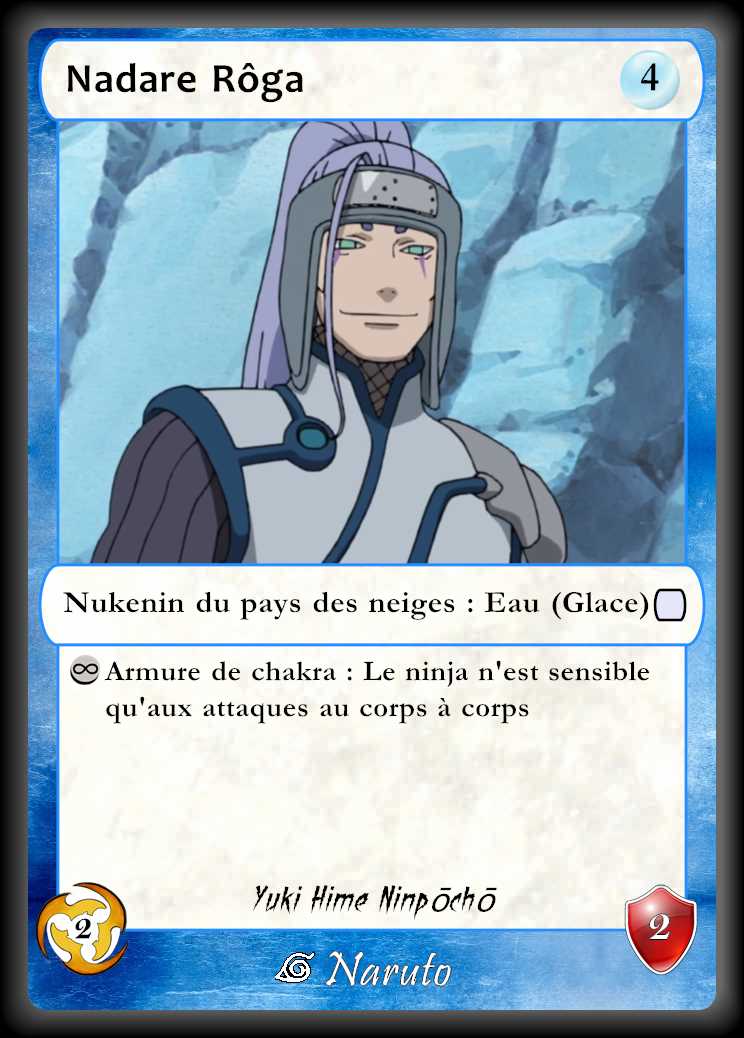 Nadare Rôga
4
Nukenin du pays des neiges : Eau (Glace)
∞ Armure de chakra : Le ninja n'est sensible
qu'aux attaques au corps à corps
Yuki Hime Ninpōchō
2
2
Naruto